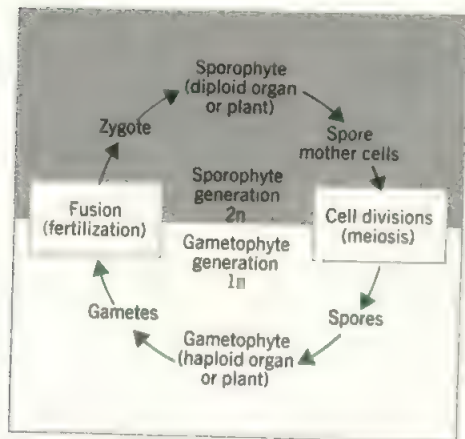 Sporophyte
(diploid organ
or plant)
Zygote
Spore
mother cells
Sporophyte
generation
2n
Fusion
(fertilization)
Cell divisions
(meiosis)
Gametophyte
generation
1n
Gametes
Spores
Gametophyte
(haploid organ
or plant)